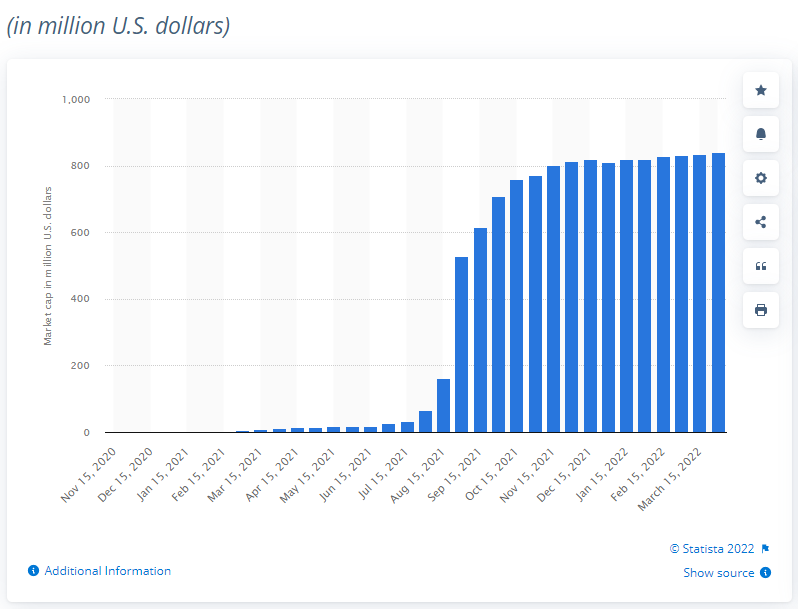 (in million U.S. dollars)
1,000
800
600
400
200
0
Market cap in million U.S. dollars
Nov 15, 2020
Dec 15, 2020
Jan 15, 2021
Feb 15, 2021
Mar 15, 2021
Apr 15, 2021
May 15, 2021
Jun 15, 2021
Jul 15, 2021
Aug 15, 2021
Sep 15, 2021
Oct 15, 2021
Nov 15, 2021
Dec 15, 2021
Jan 15, 2022
Feb 15, 2022
March 15, 2022
© Statista 2022
Additional Information
Show source